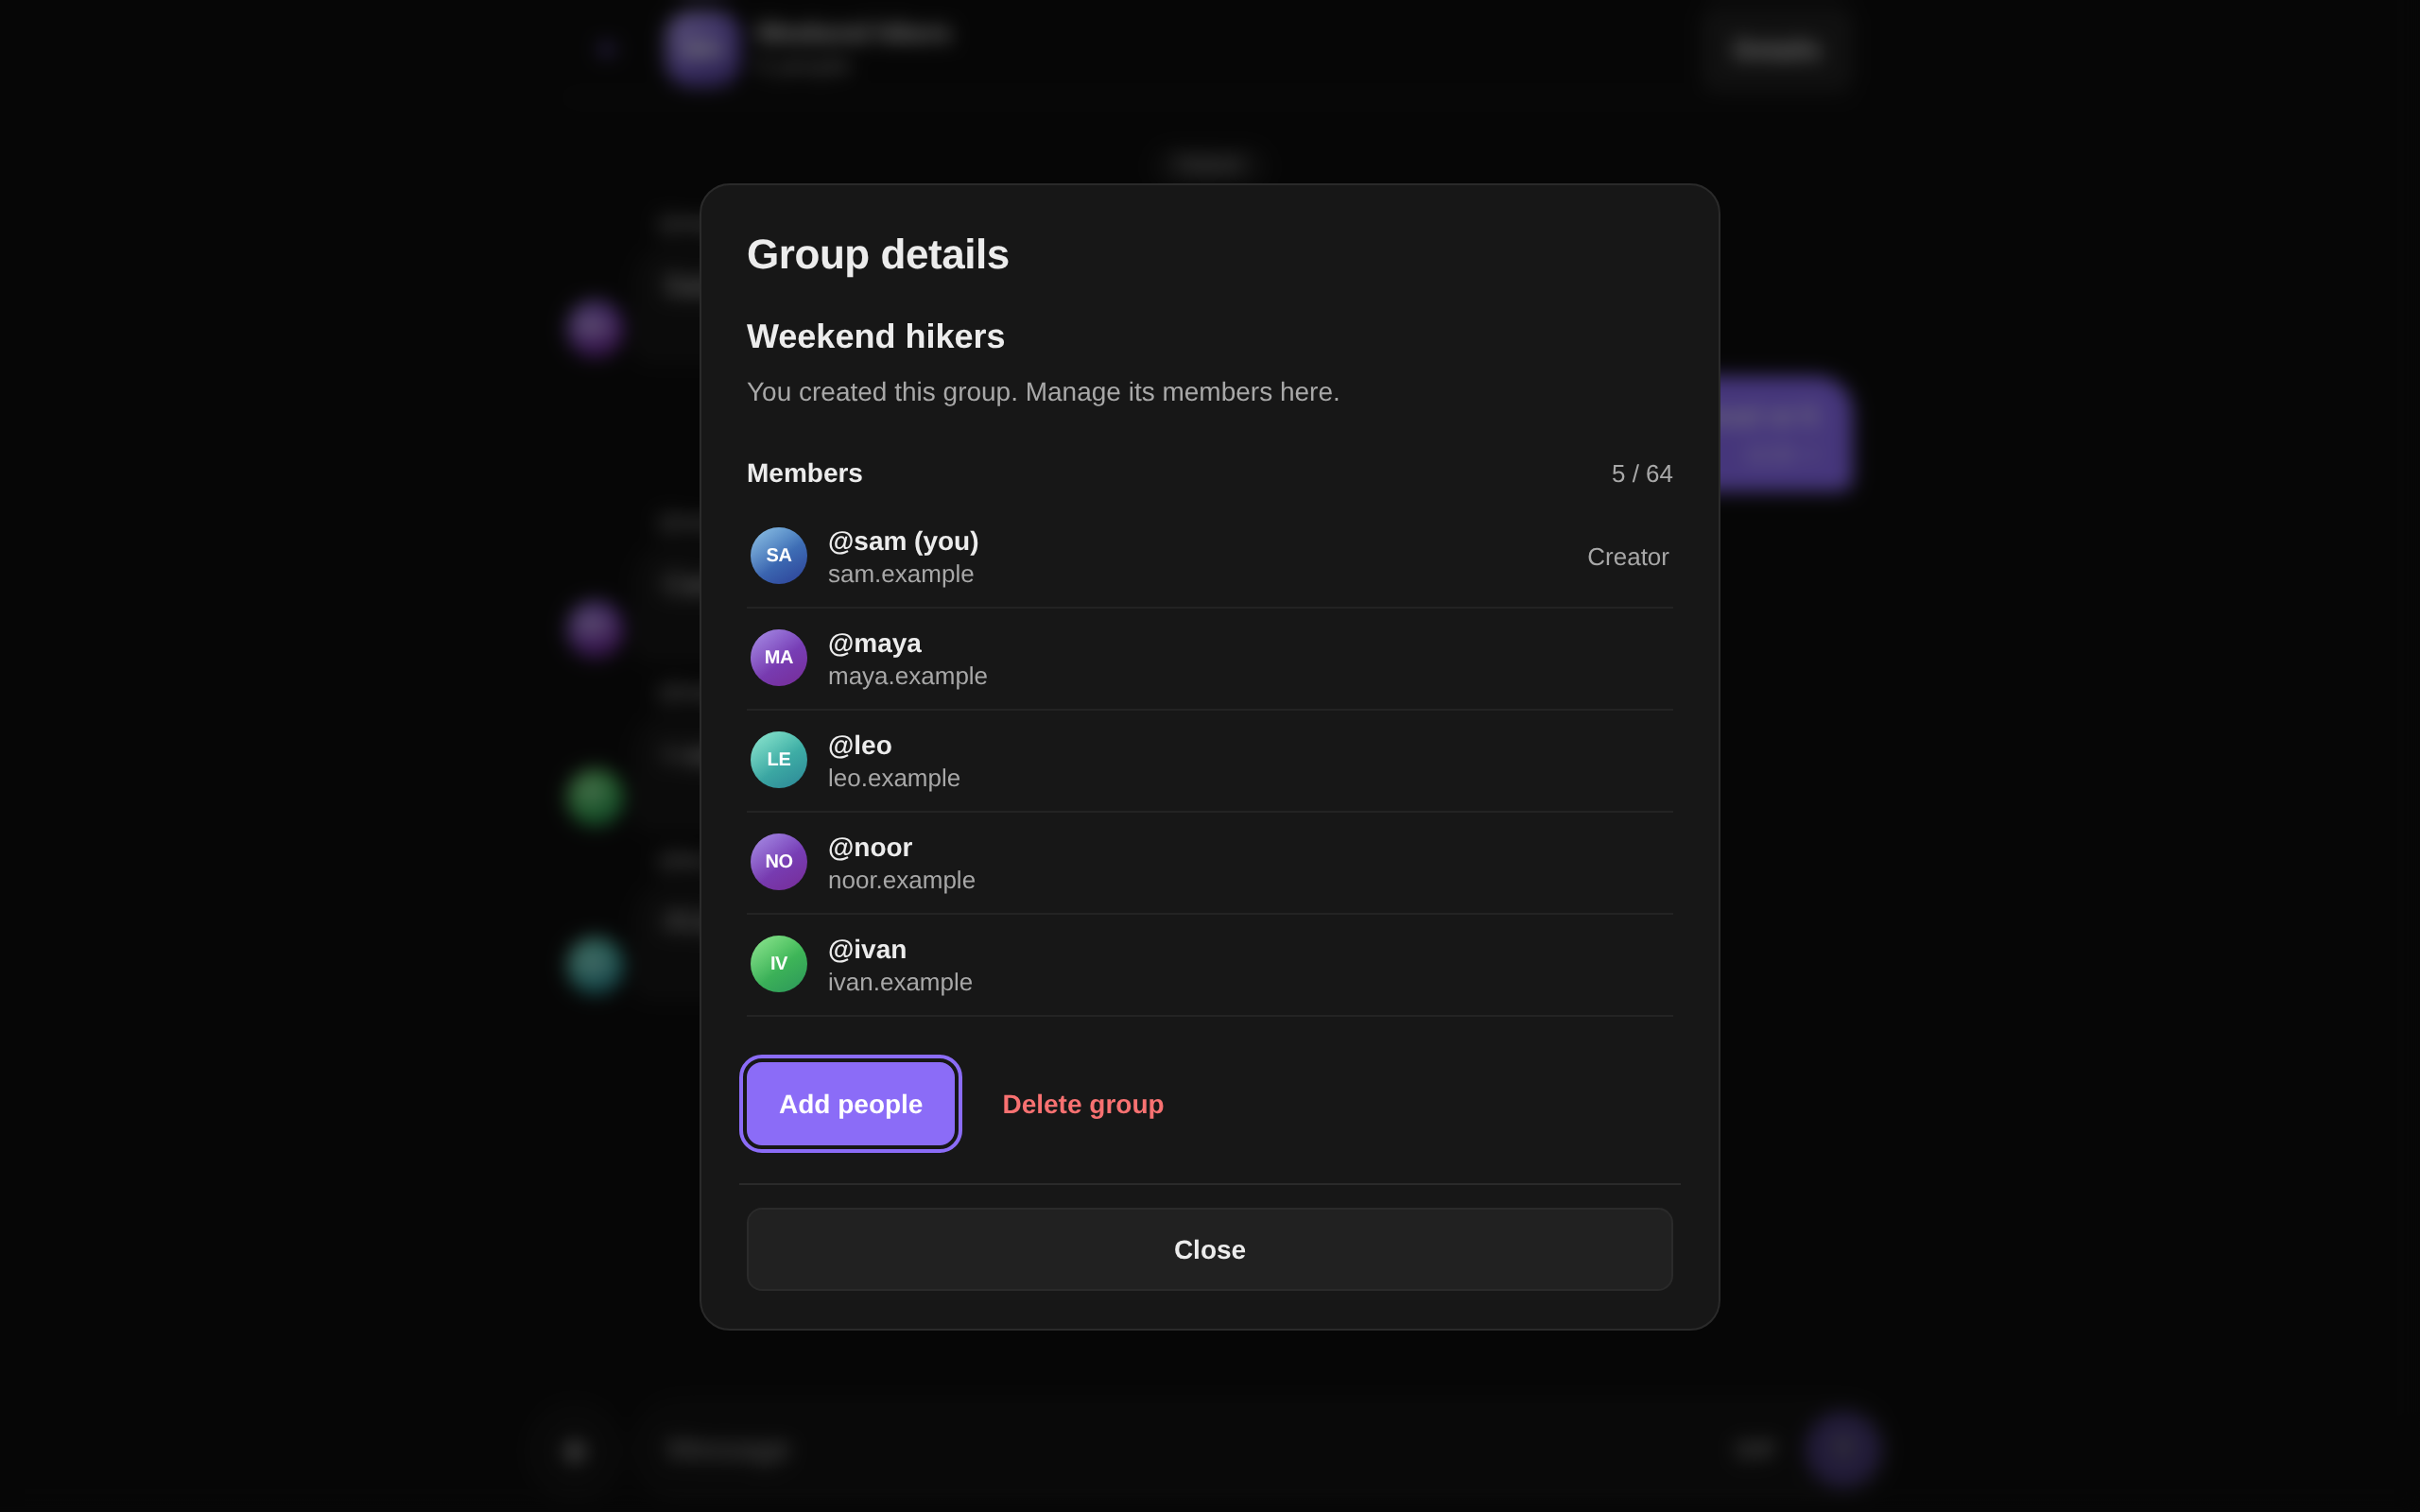 Group details
Weekend hikers
You created this group. Manage its members here.
Members 5 / 64
SA @sam (you)
sam.example
Creator
MA @maya
maya.example
LE @leo
leo.example
NO @noor
noor.example
IV @ivan
ivan.example
Add people Delete group
Close